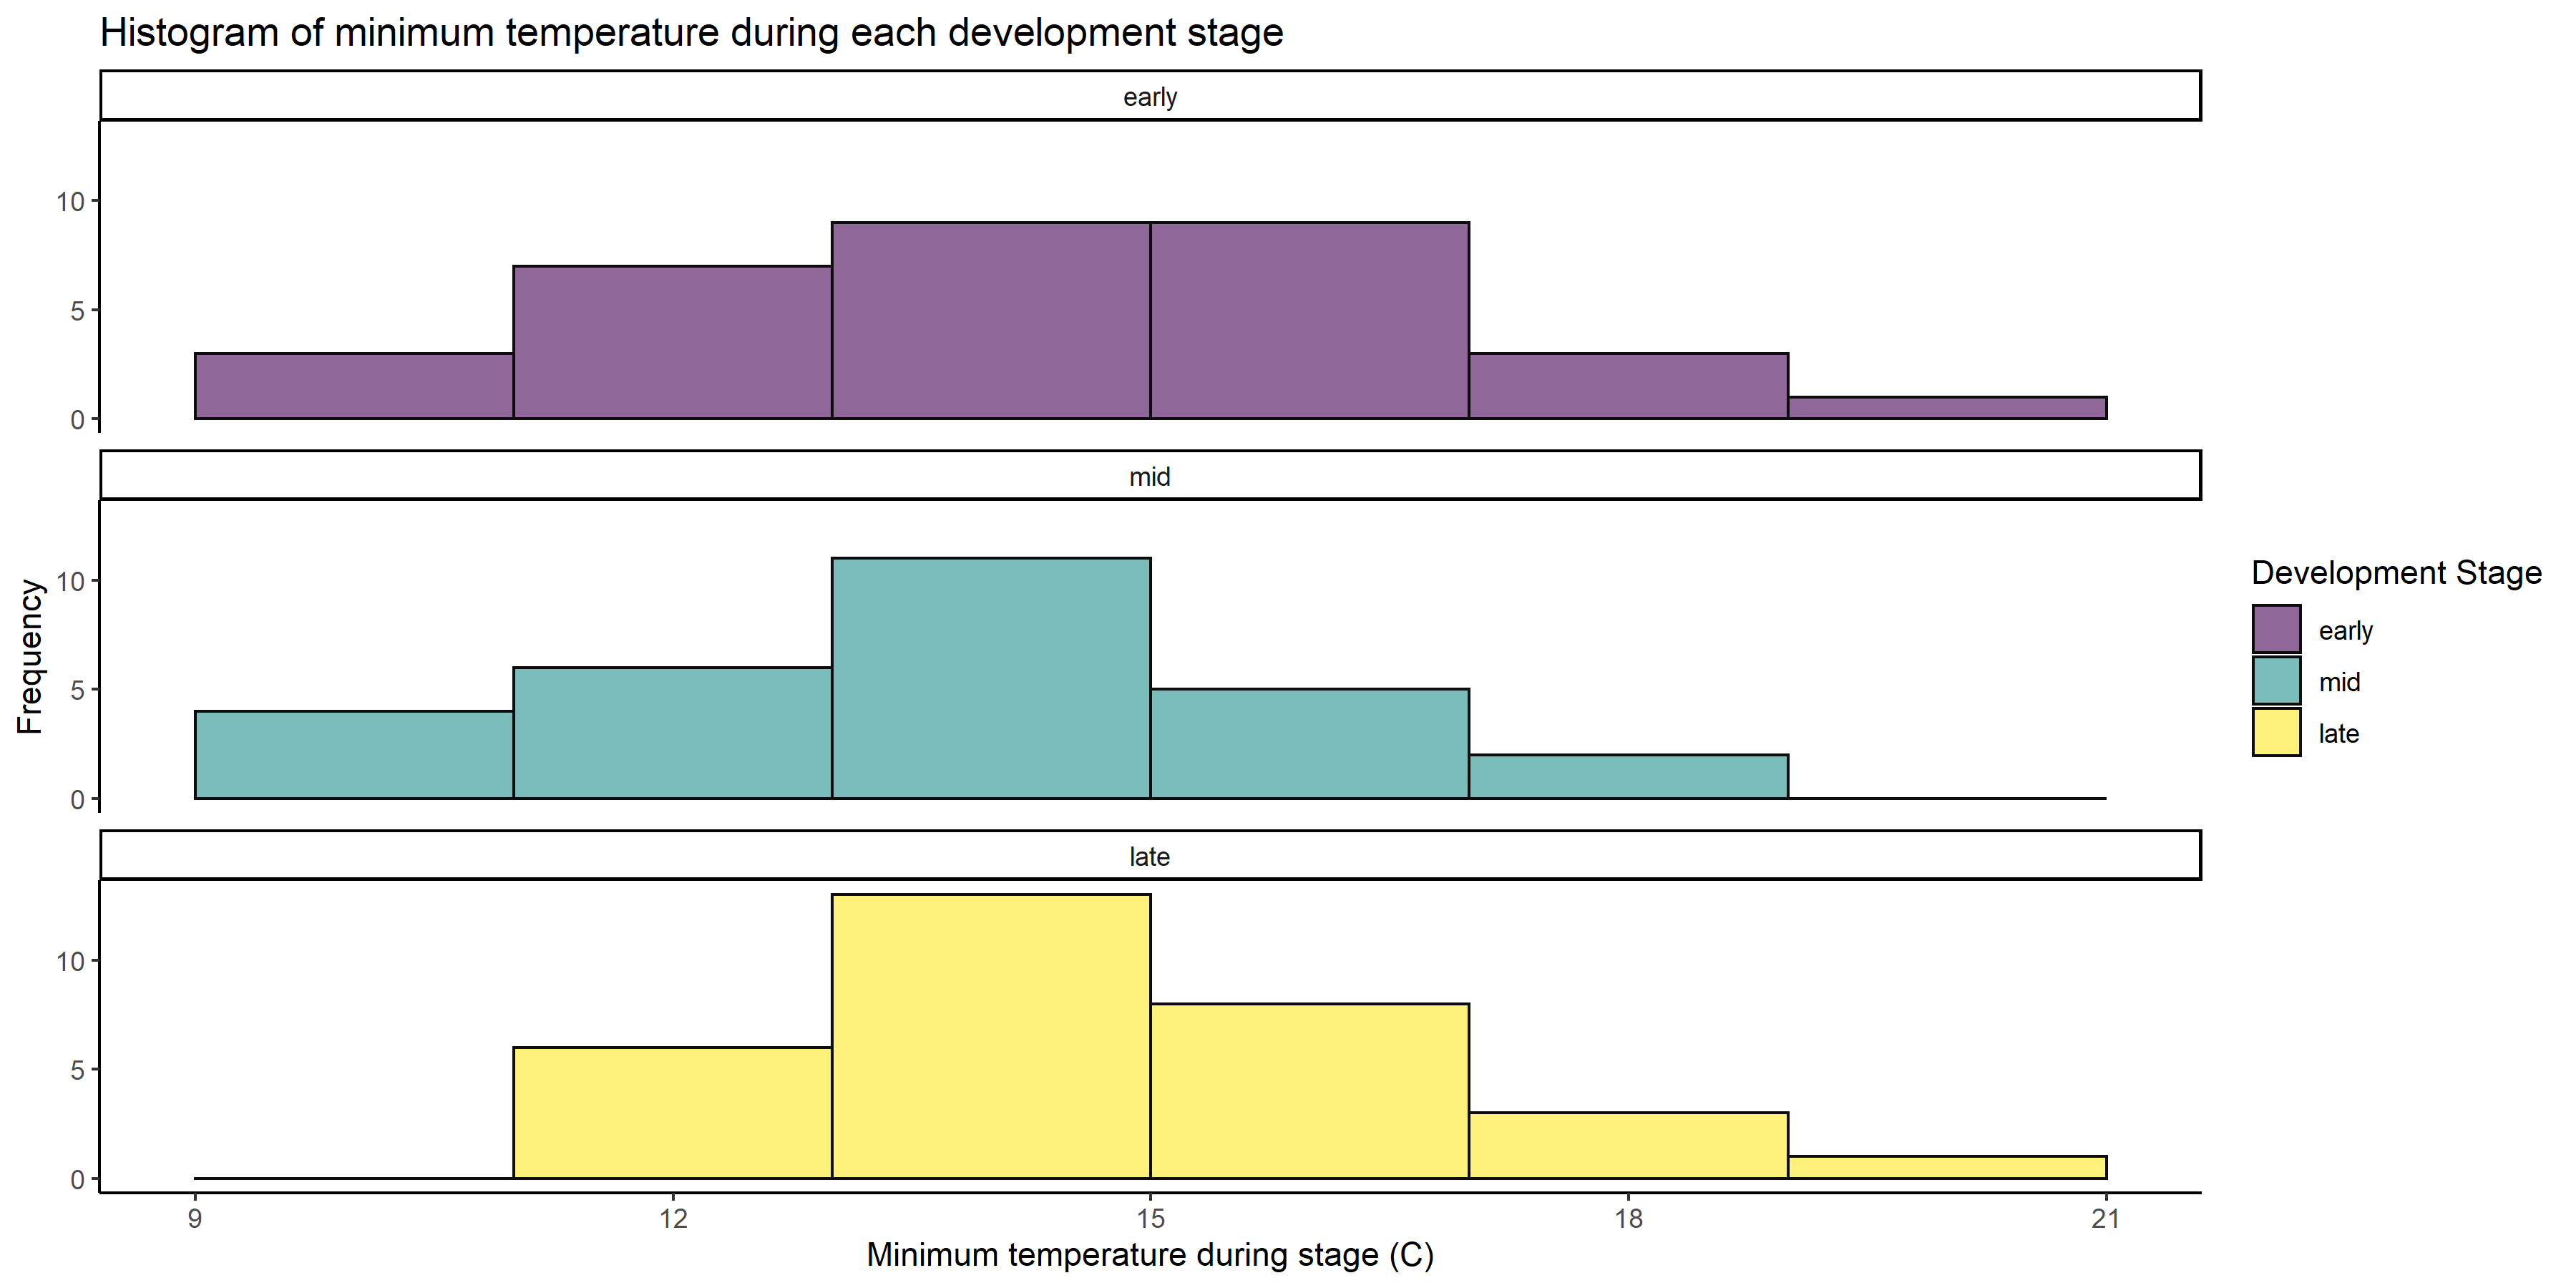 Histogram of minimum temperature during each development stage
early
10
5
0
mid
10
5
0
late
10
5
0
9 12 15 18 21
Minimum temperature during stage (C)
Frequency
Development Stage
early
mid
late